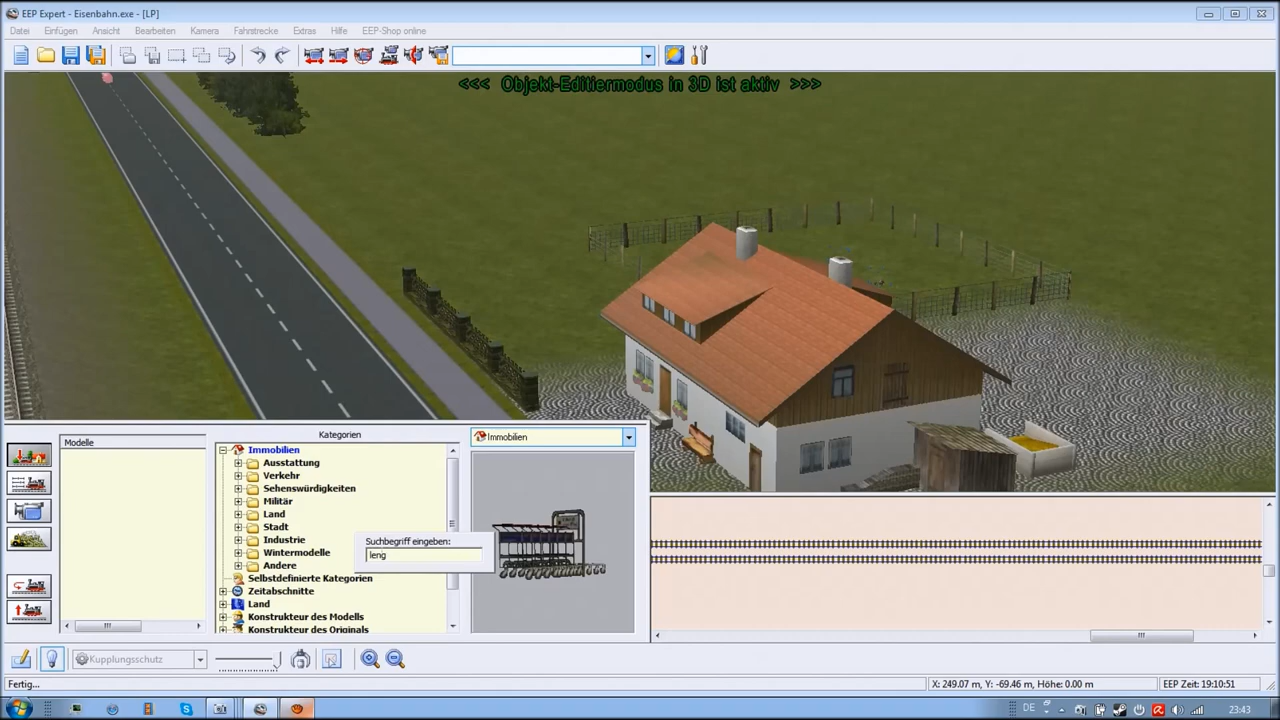 EEP Expert - Eisenbahn.exe - [LP]
Datei Einfügen Ansicht Bearbeiten Kamera Fahrstrecke Extras Hilfe EEP-Shop online
<<< Objekt-Editiermodus in 3D ist aktiv >>>
Modelle
Kategorien
Immobilien
Immobilien
Ausstattung
Verkehr
Sehenswürdigkeiten
Militär
Land
Stadt
Industrie
Wintermodelle
Andere
Selbstdefinierte Kategorien
Zeitabschnitte
Land
Konstrukteur des Modells
Konstrukteur des Originals
Suchbegriff eingeben:
leng
Kupplungsschutz
Fertig...
X: 249.07 m, Y: -69.46 m, Höhe: 0.00 m
EEP Zeit: 19:10:51
DE
23:43